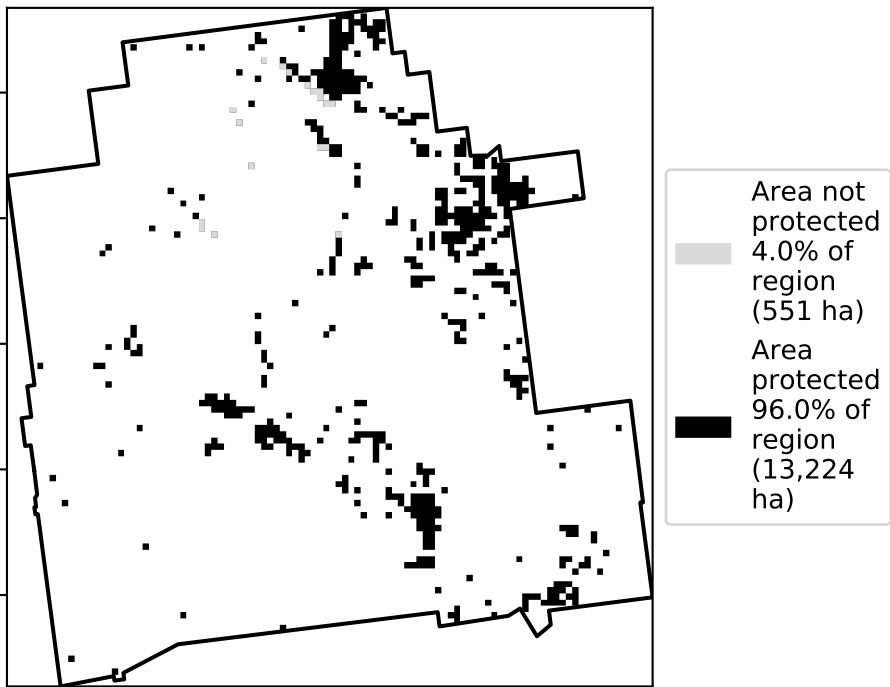 Area not
protected
4.0% of
region
(551 ha)
Area
protected
96.0% of
region
(13,224
ha)